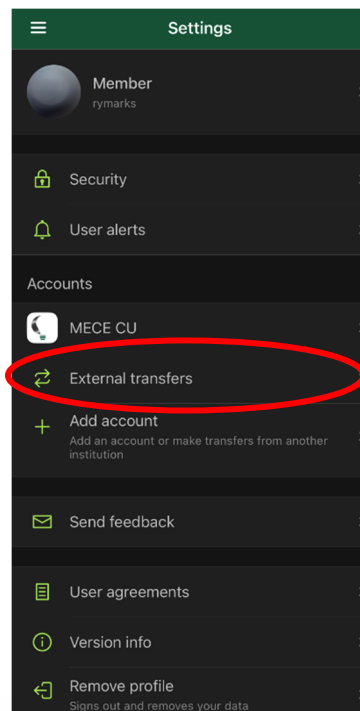 Settings
Member
rymarks
Security
User alerts
Accounts
MECE CU
External transfers
Add account
Add an account or make transfers from another
institution
Send feedback
User agreements
Version info
Remove profile
Signs out and removes your data